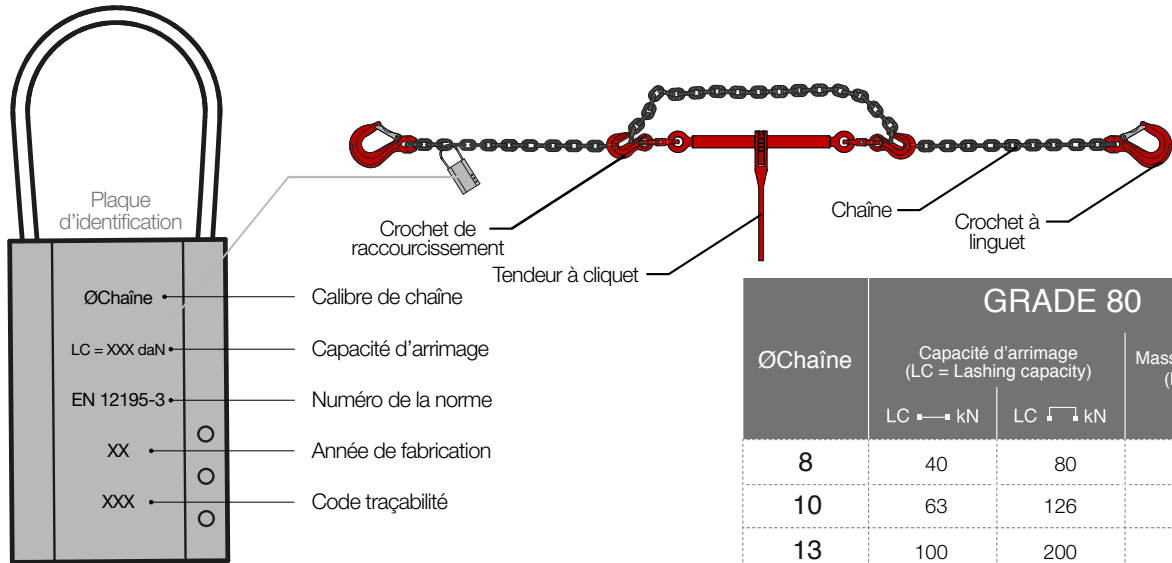 Plaque
d'identification
ØChaîne
LC = XXX daN
EN 12195-3
XX
XXX
Calibre de chaîne
Capacité d'arrimage
Numéro de la norme
Année de fabrication
Code traçabilité
Crochet de
raccourcissement
Tendeur à cliquet
Chaîne
Crochet à
linguet
GRADE 80
ØChaîne
Capacité d'arrimage
(LC = Lashing capacity)
LC kN
LC kN
8 40 80
10 63 126
13 100 200